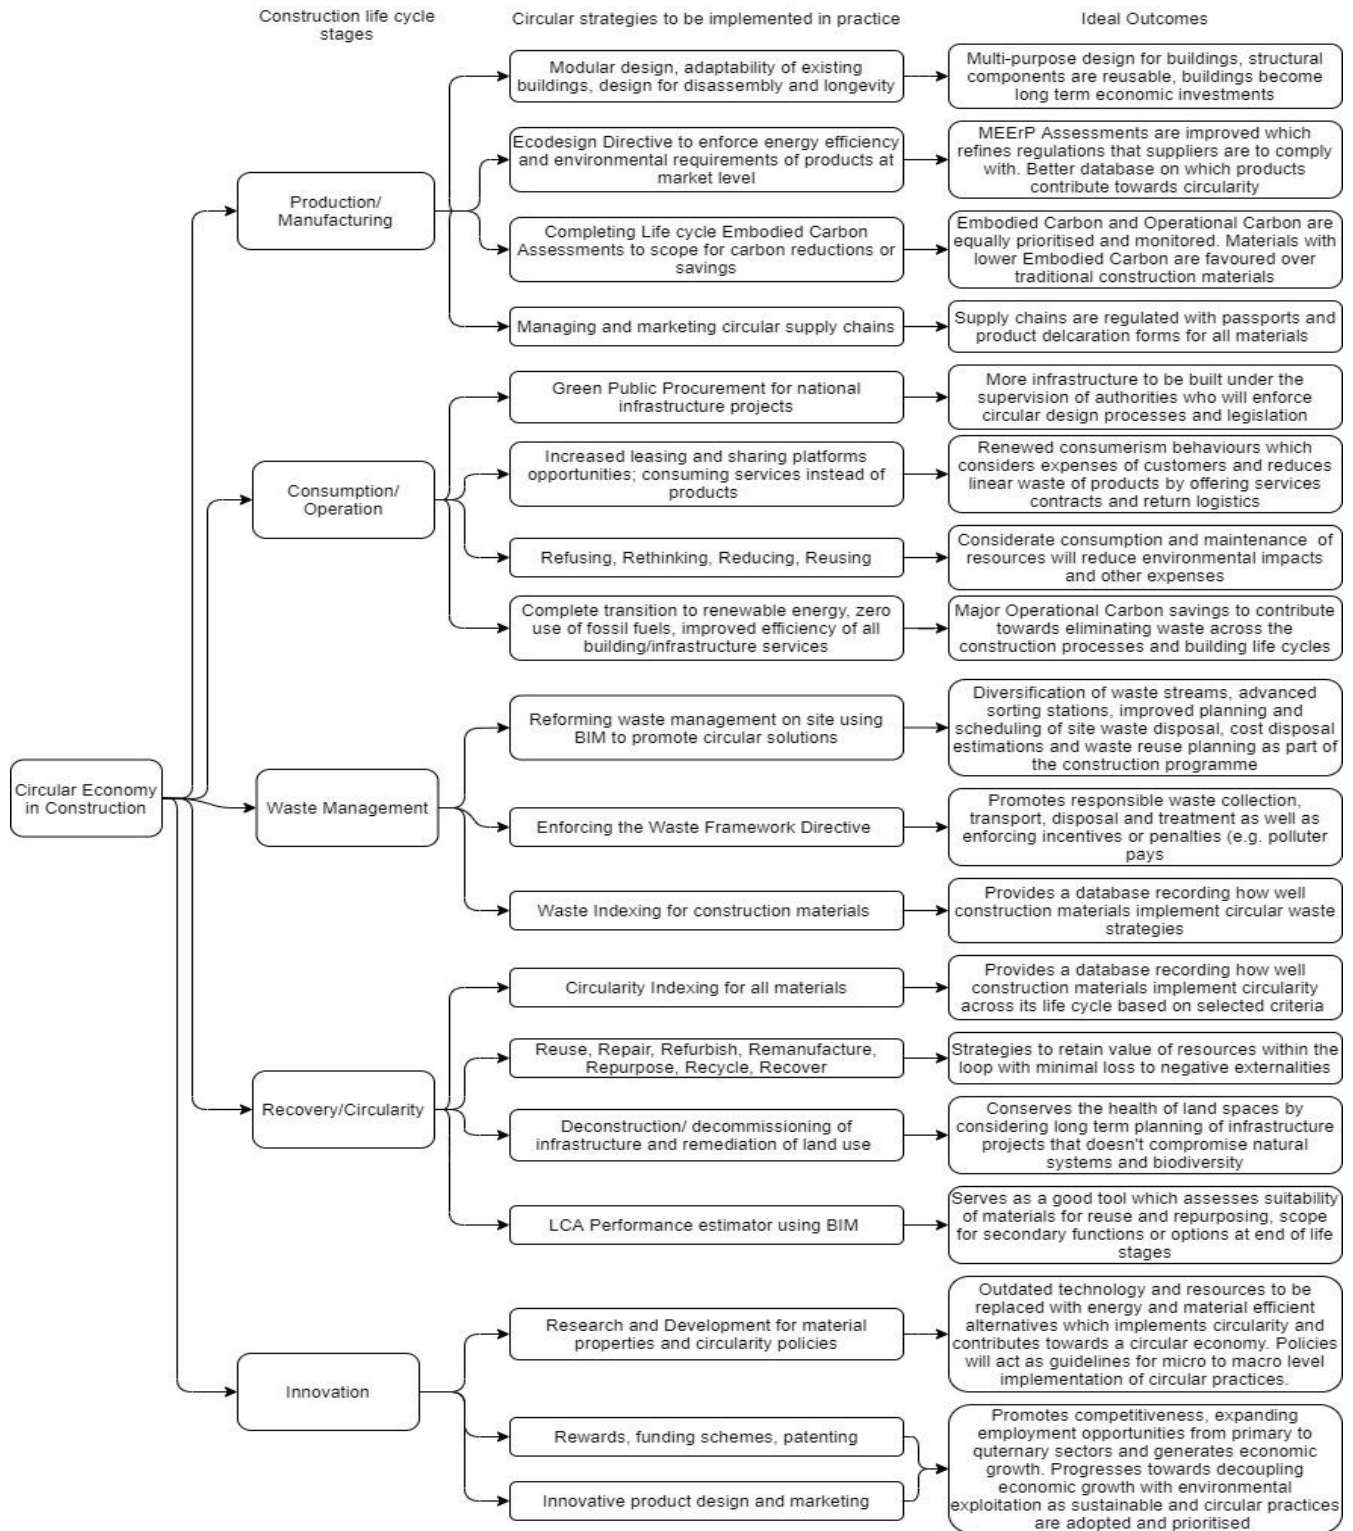 Construction life cycle
stages
Circular strategies to be implemented in practice
Ideal Outcomes
Circular Economy
in Construction
Production/
Manufacturing
Modular design, adaptability of existing
buildings, design for disassembly and longevity
Multi-purpose design for buildings, structural
components are reusable, buildings become
long term economic investments
Ecodesign Directive to enforce energy efficiency
and environmental requirements of products at
market level
MEErP Assessments are improved which
refines regulations that suppliers are to comply
with. Better database on which products
contribute towards circularity
Completing Life cycle Embodied Carbon
Assessments to scope for carbon reductions or
savings
Embodied Carbon and Operational Carbon are
equally prioritised and monitored. Materials with
lower Embodied Carbon are favoured over
traditional construction materials
Managing and marketing circular supply chains
Supply chains are regulated with passports and
product delcaration forms for all materials
Consumption/
Operation
Green Public Procurement for national
infrastructure projects
More infrastructure to be built under the
supervision of authorities who will enforce
circular design processes and legislation
Increased leasing and sharing platforms
opportunities; consuming services instead of
products
Renewed consumerism behaviours which
considers expenses of customers and reduces
linear waste of products by offering services
contracts and return logistics
Refusing, Rethinking, Reducing, Reusing
Considerate consumption and maintenance of
resources will reduce environmental impacts
and other expenses
Complete transition to renewable energy, zero
use of fossil fuels, improved efficiency of all
building/infrastructure services
Major Operational Carbon savings to contribute
towards eliminating waste across the
construction processes and building life cycles
Waste Management
Reforming waste management on site using
BIM to promote circular solutions
Diversification of waste streams, advanced
sorting stations, improved planning and
scheduling of site waste disposal, cost disposal
estimations and waste reuse planning as part of
the construction programme
Enforcing the Waste Framework Directive
Promotes responsible waste collection,
transport, disposal and treatment as well as
enforcing incentives or penalties (e.g. polluter
pays
Waste Indexing for construction materials
Provides a database recording how well
construction materials implement circular waste
strategies
Recovery/Circularity
Circularity Indexing for all materials
Provides a database recording how well
construction materials implement circularity
across its life cycle based on selected criteria
Reuse, Repair, Refurbish, Remanufacture,
Repurpose, Recycle, Recover
Strategies to retain value of resources within the
loop with minimal loss to negative externalities
Deconstruction/ decommissioning of
infrastructure and remediation of land use
Conserves the health of land spaces by
considering long term planning of infrastructure
projects that doesn't compromise natural
systems and biodiversity
LCA Performance estimator using BIM
Serves as a good tool which assesses suitability
of materials for reuse and repurposing, scope
for secondary functions or options at end of life
stages
Innovation
Research and Development for material
properties and circularity policies
Outdated technology and resources to be
replaced with energy and material efficient
alternatives which implements circularity and
contributes towards a circular economy. Policies
will act as guidelines for micro to macro level
implementation of circular practices.
Rewards, funding schemes, patenting
Innovative product design and marketing
Promotes competitiveness, expanding
employment opportunities from primary to
quternary sectors and generates economic
growth. Progresses towards decoupling
economic growth with environmental
exploitation as sustainable and circular practices
are adopted and prioritised